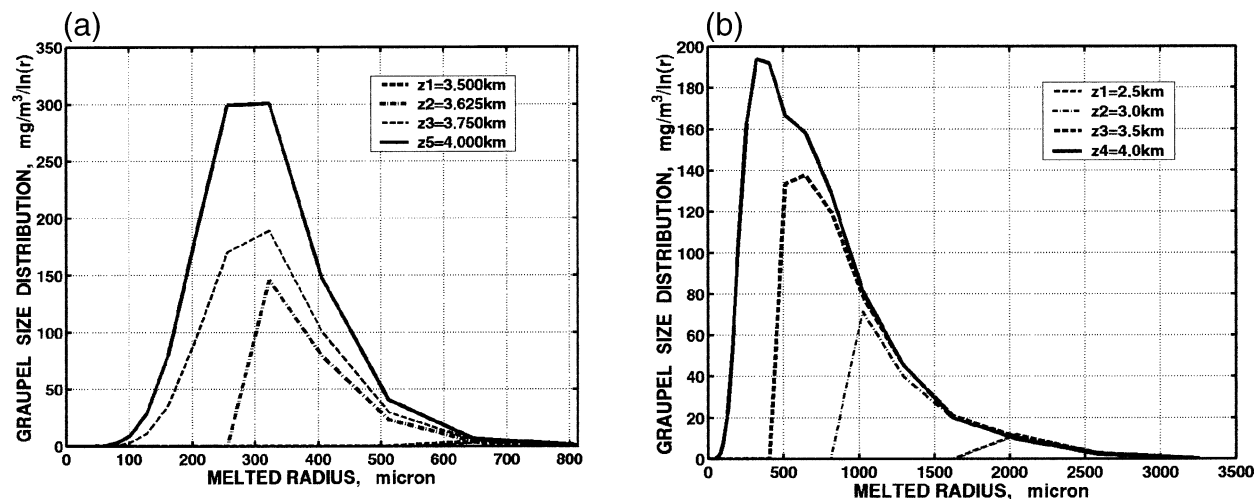 (a)
GRAUPEL SIZE DISTRIBUTION, mg/m³/ln(r)
350
300
250
200
150
100
50
0
z1=3.500km
z2=3.625km
z3=3.750km
z5=4.000km
0 100 200 300 400 500 600 700 800
MELTED RADIUS, micron
(b)
GRAUPEL SIZE DISTRIBUTION, mg/m³/ln(r)
200
180
160
140
120
100
80
60
40
20
0
z1=2.5km
z2=3.0km
z3=3.5km
z4=4.0km
0 500 1000 1500 2000 2500 3000 3500
MELTED RADIUS, micron